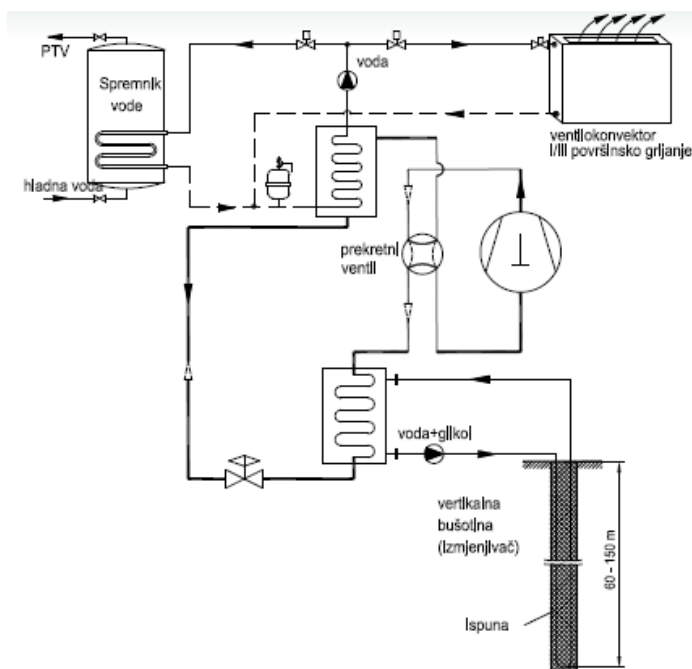 PTV
Spremnik
vode
hladna voda
voda
ventilokonvektor
I/III površinsko grijanje
prekretni
ventil
voda+glikol
vertikalna
bušotina
(izmjenjivač)
Ispuna
60 - 150 m